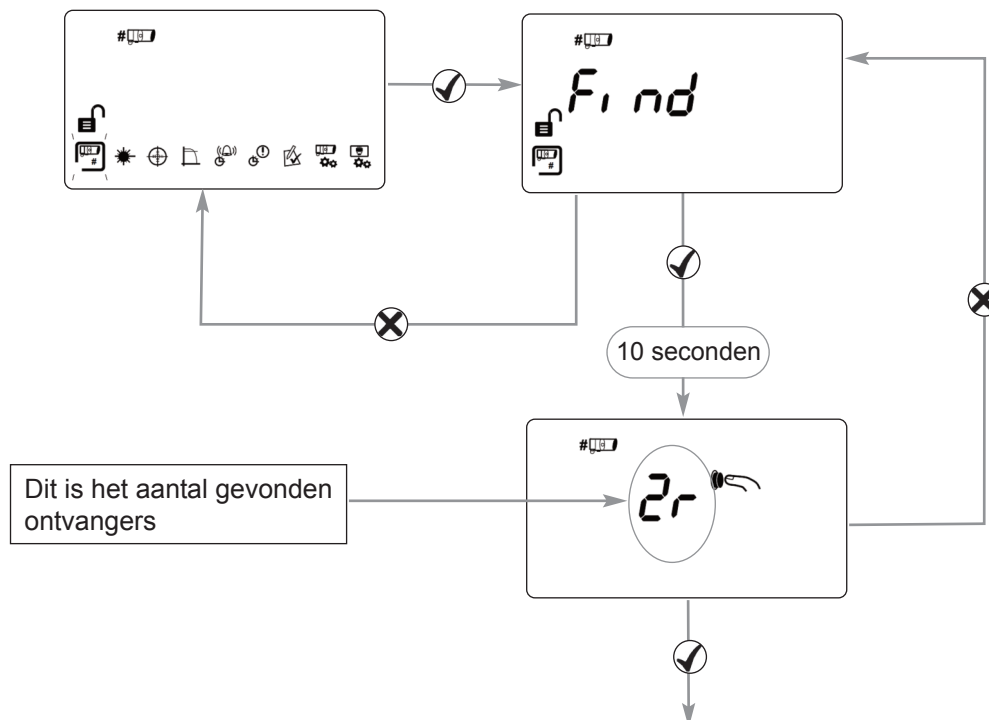 #
#
Find
#
#
10 seconden
#
2r
Dit is het aantal gevonden
ontvangers